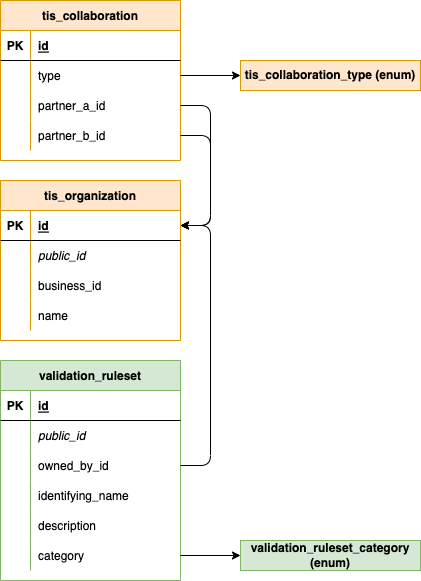 tis_collaboration
PK id
type
tis_collaboration_type (enum)
partner_a_id
partner_b_id
tis_organization
PK id
public_id
business_id
name
validation_ruleset
PK id
public_id
owned_by_id
identifying_name
description
category
validation_ruleset_category
(enum)